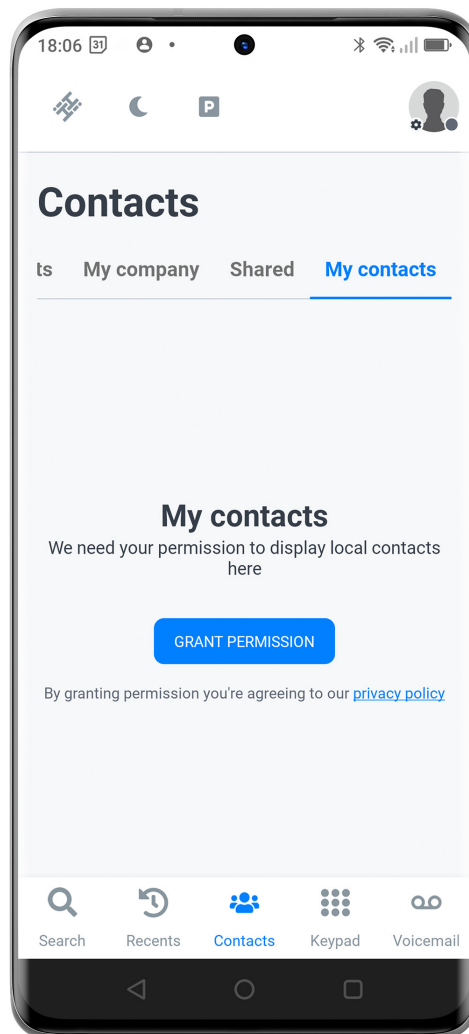 18:06 31
P
Contacts
ts My company Shared My contacts
My contacts
We need your permission to display local contacts
here
GRANT PERMISSION
By granting permission you're agreeing to our privacy policy
Search Recents Contacts Keypad Voicemail